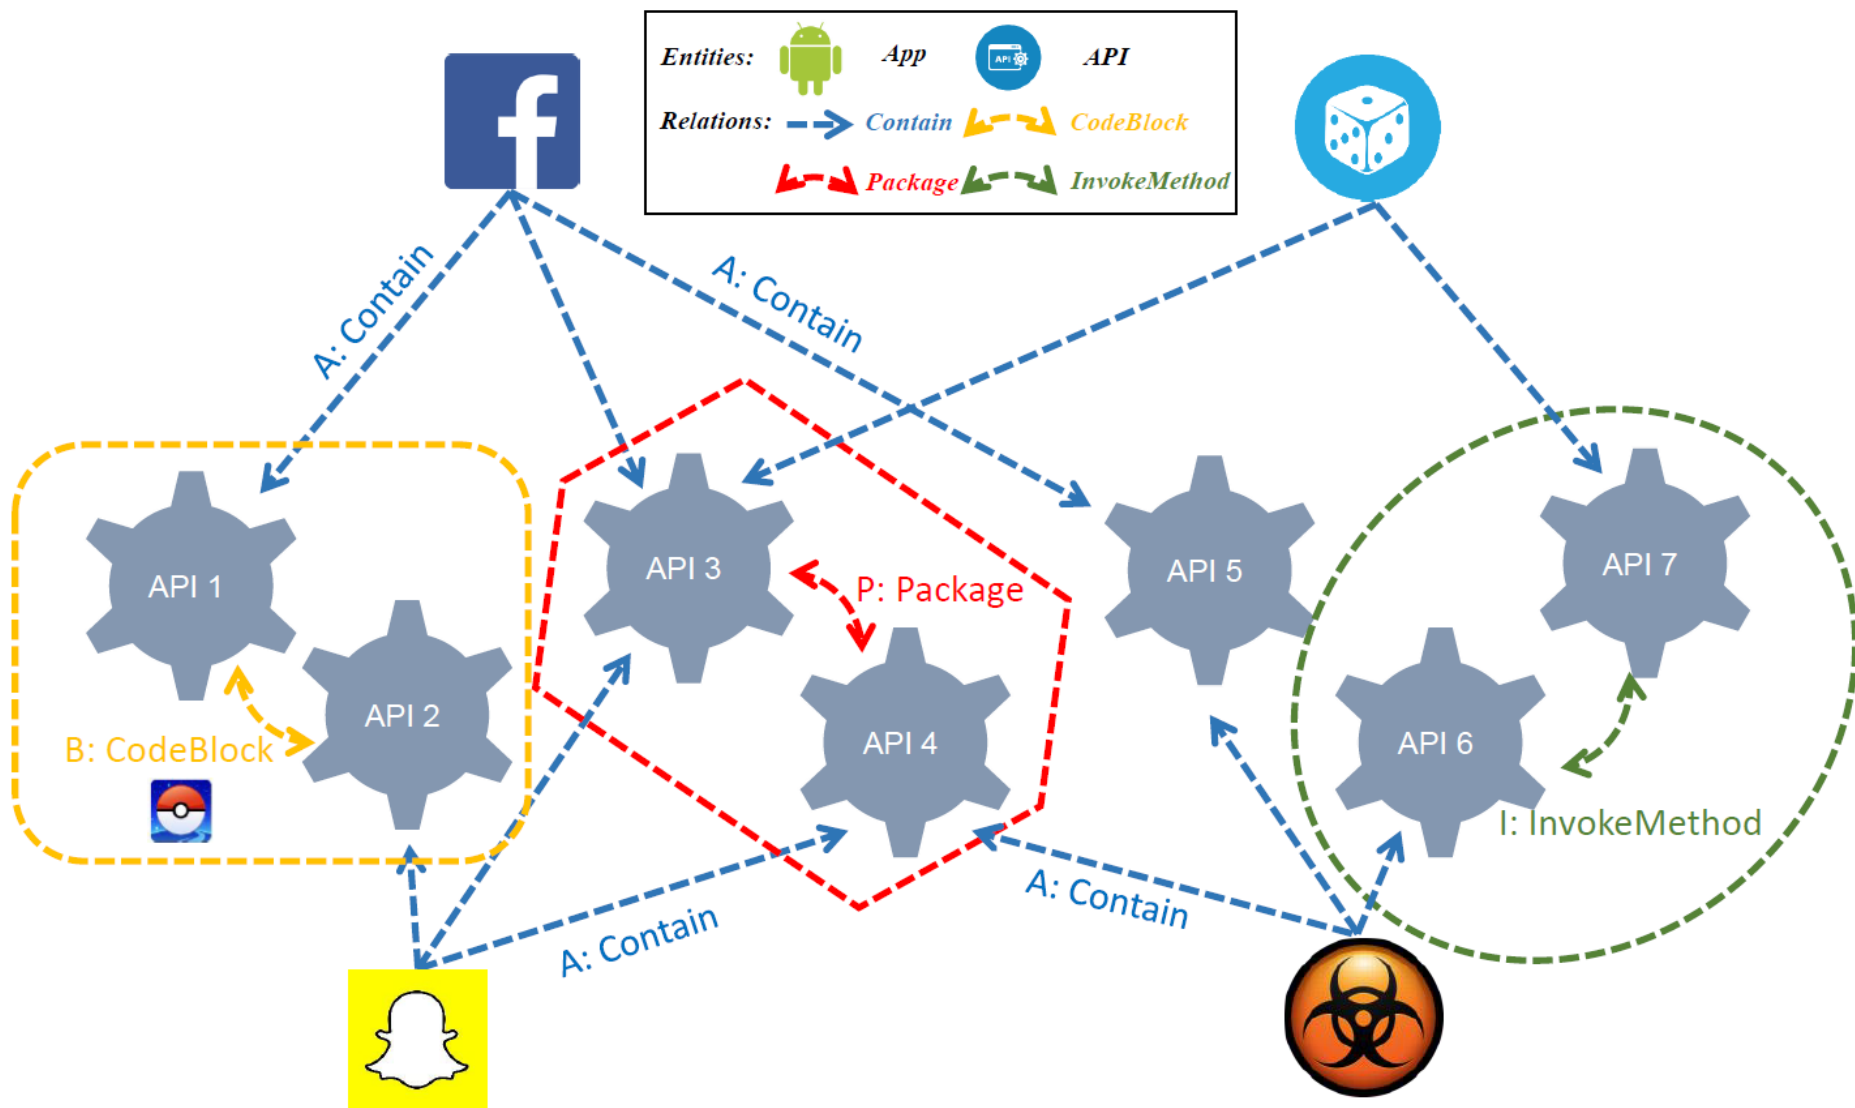 Entities: App API
Relations: Contain CodeBlock
Package InvokeMethod
A: Contain
A: Contain
API 1
API 2
B: CodeBlock
API 3
P: Package
API 4
API 5
API 6
API 7
I: InvokeMethod
A: Contain
A: Contain
API